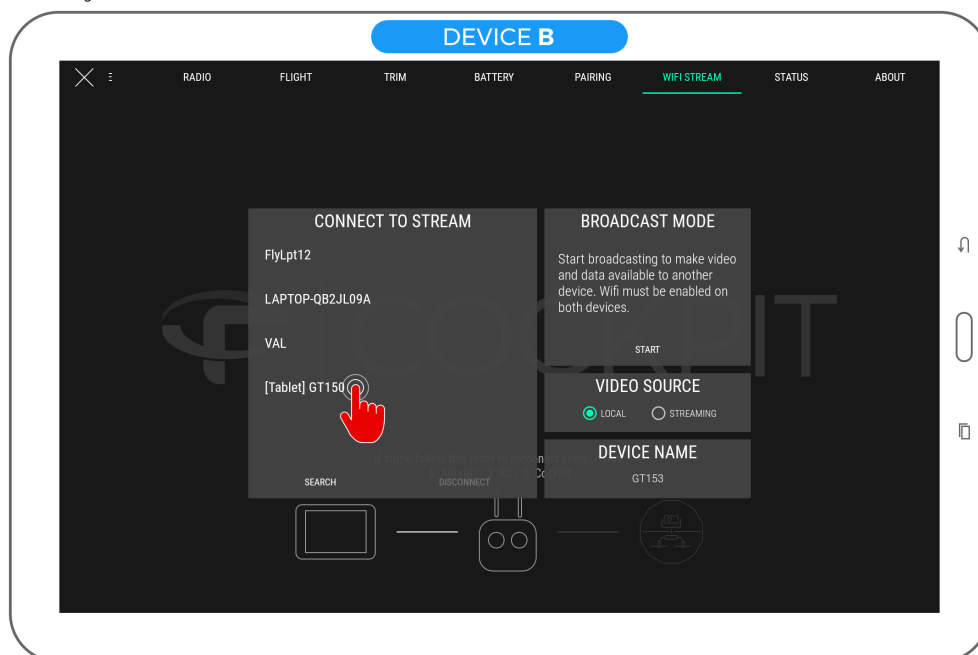 DEVICE B
RADIO FLIGHT TRIM BATTERY PAIRING WIFI STREAM STATUS ABOUT
CONNECT TO STREAM
FlyLpt12
LAPTOP-QB2JL09A
VAL
[Tablet] GT150
SEARCH DISCONNECT
BROADCAST MODE
Start broadcasting to make video
and data available to another
device. Wifi must be enabled on
both devices.
START
VIDEO SOURCE
LOCAL STREAMING
DEVICE NAME
GT153
COCKPIT